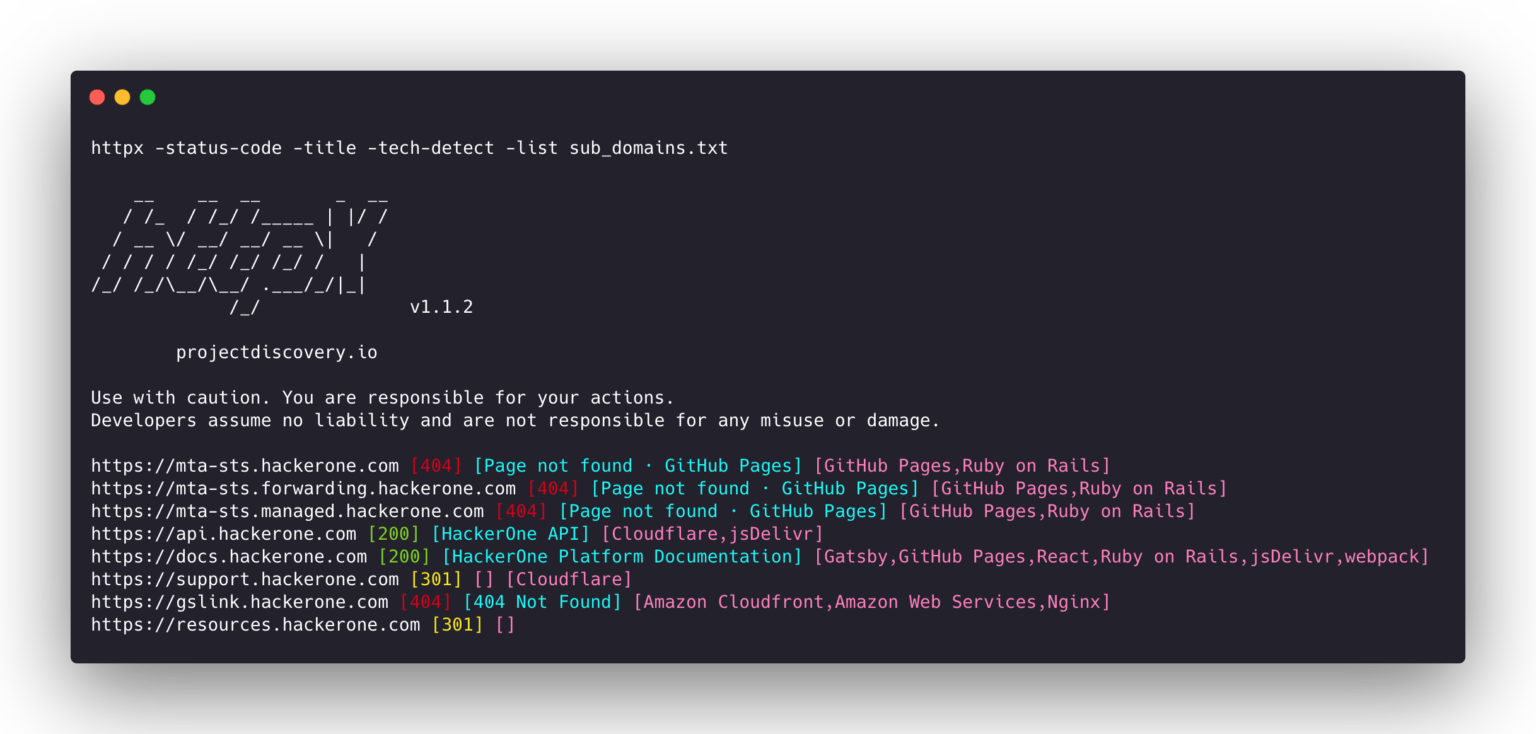 httpx -status-code -title -tech-detect -list sub_domains.txt
    __    __  __       _  __
   / /_  / /_/ /_____ | |/ /
  / __ \/ __/ __/ __ \|   /
 / / / / /_/ /_/ /_/ /   |
/_/ /_/\__/\__/ .___/_/|_|
             /_/              v1.1.2
        projectdiscovery.io
Use with caution. You are responsible for your actions.
Developers assume no liability and are not responsible for any misuse or damage.
https://mta-sts.hackerone.com [404] [Page not found · GitHub Pages] [GitHub Pages,Ruby on Rails]
https://mta-sts.forwarding.hackerone.com [404] [Page not found · GitHub Pages] [GitHub Pages,Ruby on Rails]
https://mta-sts.managed.hackerone.com [404] [Page not found · GitHub Pages] [GitHub Pages,Ruby on Rails]
https://api.hackerone.com [200] [HackerOne API] [Cloudflare,jsDelivr]
https://docs.hackerone.com [200] [HackerOne Platform Documentation] [Gatsby,GitHub Pages,React,Ruby on Rails,jsDelivr,webpack]
https://support.hackerone.com [301] [] [Cloudflare]
https://gslink.hackerone.com [404] [404 Not Found] [Amazon Cloudfront,Amazon Web Services,Nginx]
https://resources.hackerone.com [301] []